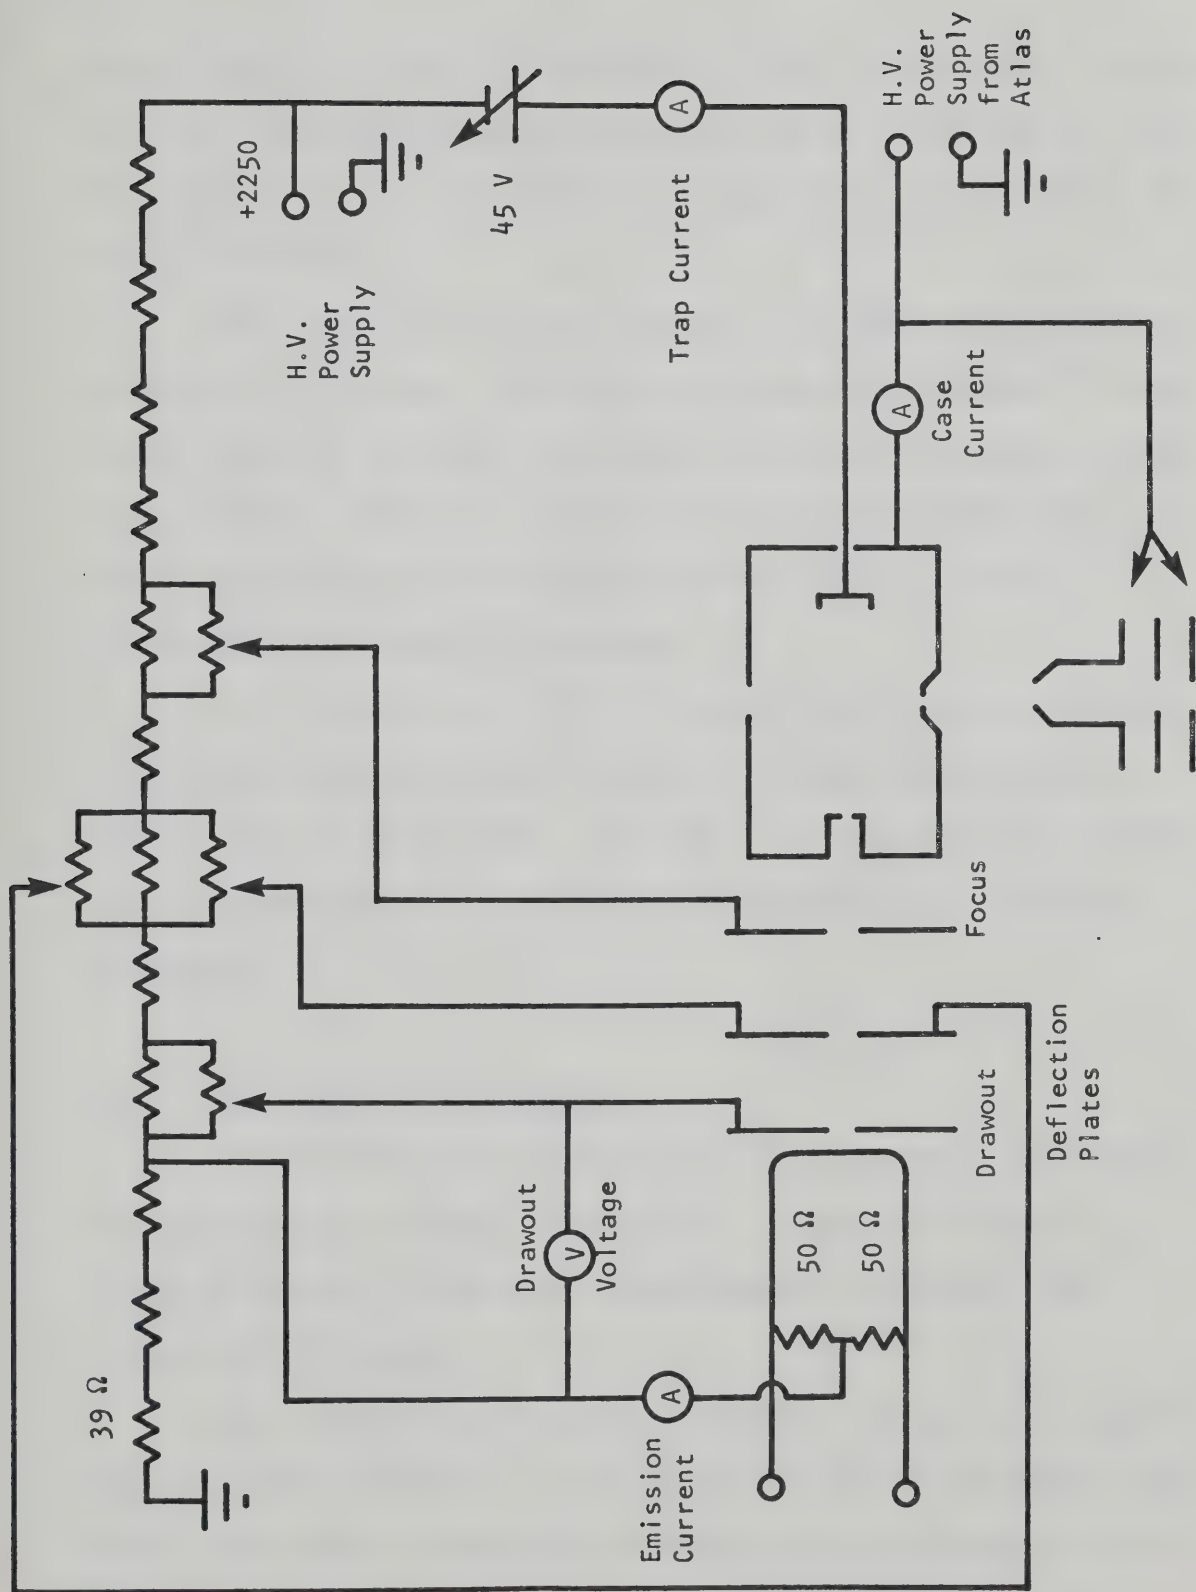 39 Ω
+2250
H.V.
Power
Supply
45 V
Drawout
Voltage
V
Emission
Current
A
Trap Current
A
50 Ω
50 Ω
Drawout
Deflection
Plates
Focus
Case
Current
A
H.V.
Power
Supply
from
Atlas